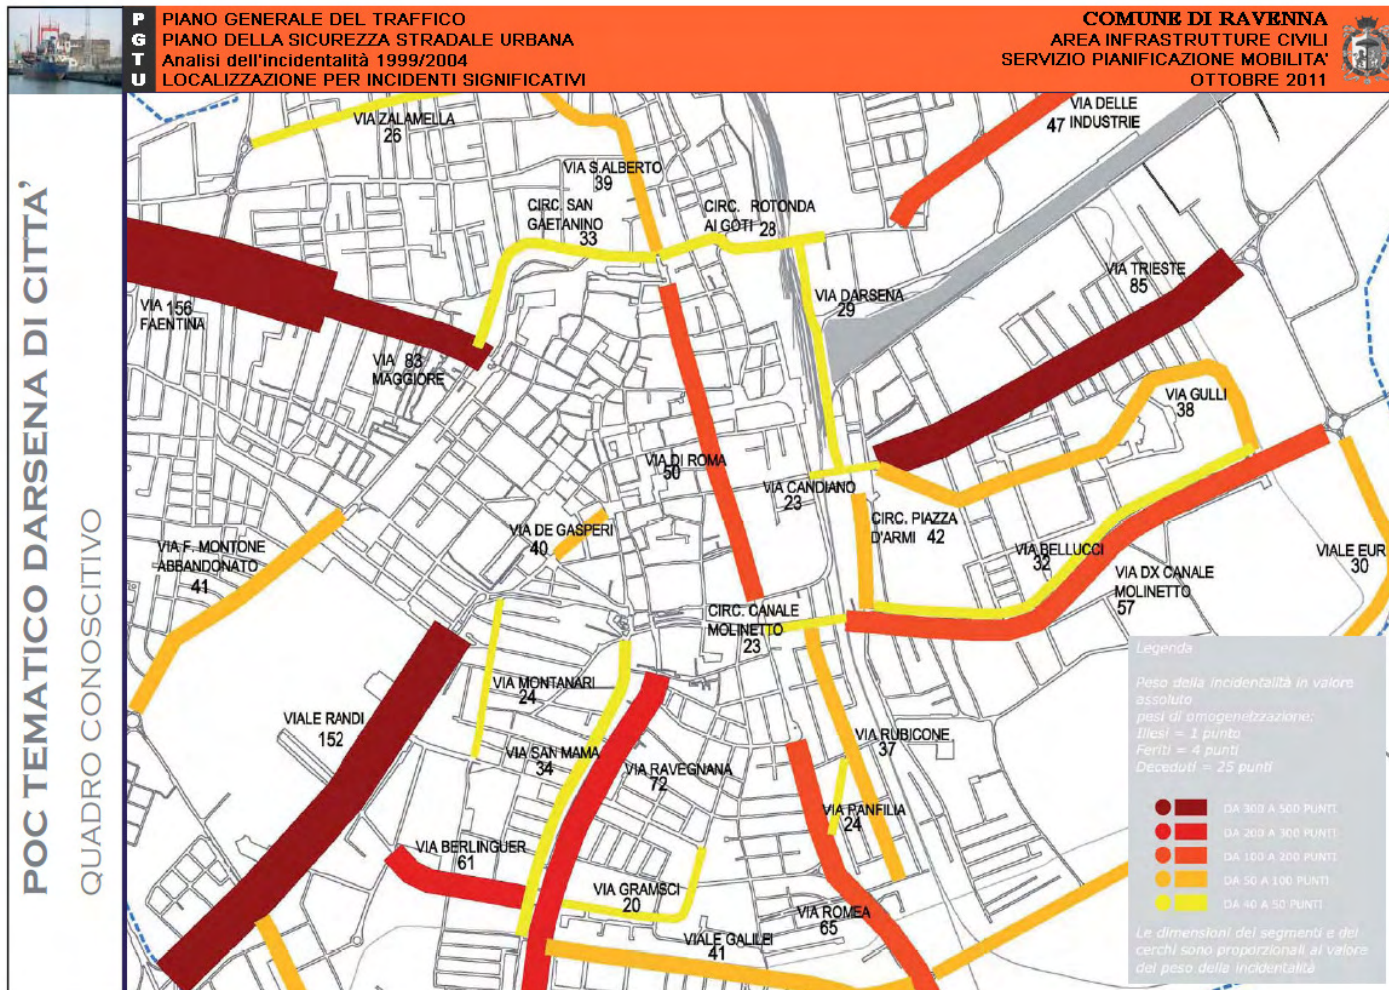 P PIANO GENERALE DEL TRAFFICO
G PIANO DELLA SICUREZZA STRADALE URBANA
T Analisi dell'incidentalità 1999/2004
U LOCALIZZAZIONE PER INCIDENTI SIGNIFICATIVI
COMUNE DI RAVENNA
AREA INFRASTRUTTURE CIVILI
SERVIZIO PIANIFICAZIONE MOBILITA'
OTTOBRE 2011
POC TEMATICO DARSENA DI CITTA'
QUADRO CONOSCITIVO
VIA ZALAMELLA
26
VIA DELLE
47 INDUSTRIE
VIA S.ALBERTO
39
CIRC. SAN
GAETANINO
33
CIRC. ROTONDA
AI GOTI 28
VIA TRIESTE
85
VIA DARSENA
29
VIA 156
FAENTINA
VIA 83
MAGGIORE
VIA GULLI
38
VIA DI ROMA
50
VIA CANDIANO
23
VIA DE GASPERI
40
CIRC. PIAZZA
D'ARMI 42
VIA F. MONTONE
ABBANDONATO
41
VIA BELLUCCI
32
VIA DX CANALE
MOLINETTO
57
VIALE EUR
30
CIRC. CANALE
MOLINETTO
23
VIA MONTANARI
24
VIALE RANDI
152
VIA SAN MAMA
34
VIA RAVEGNANA
72
VIA RUBICONE
37
VIA PANFILIA
24
VIA BERLINGUER
61
VIA GRAMSCI
20
VIA ROMEA
65
VIALE GALILEI
41
Legenda
Peso della incidentalità in valore
assoluto
pesi di omogeneizzazione:
Illesi = 1 punto
Feriti = 4 punti
Deceduti = 25 punti
DA 300 A 500 PUNTI
DA 200 A 300 PUNTI
DA 100 A 200 PUNTI
DA 50 A 100 PUNTI
DA 40 A 50 PUNTI
Le dimensioni dei segmenti e dei
cerchi sono proporzionali al valore
del peso della incidentalità